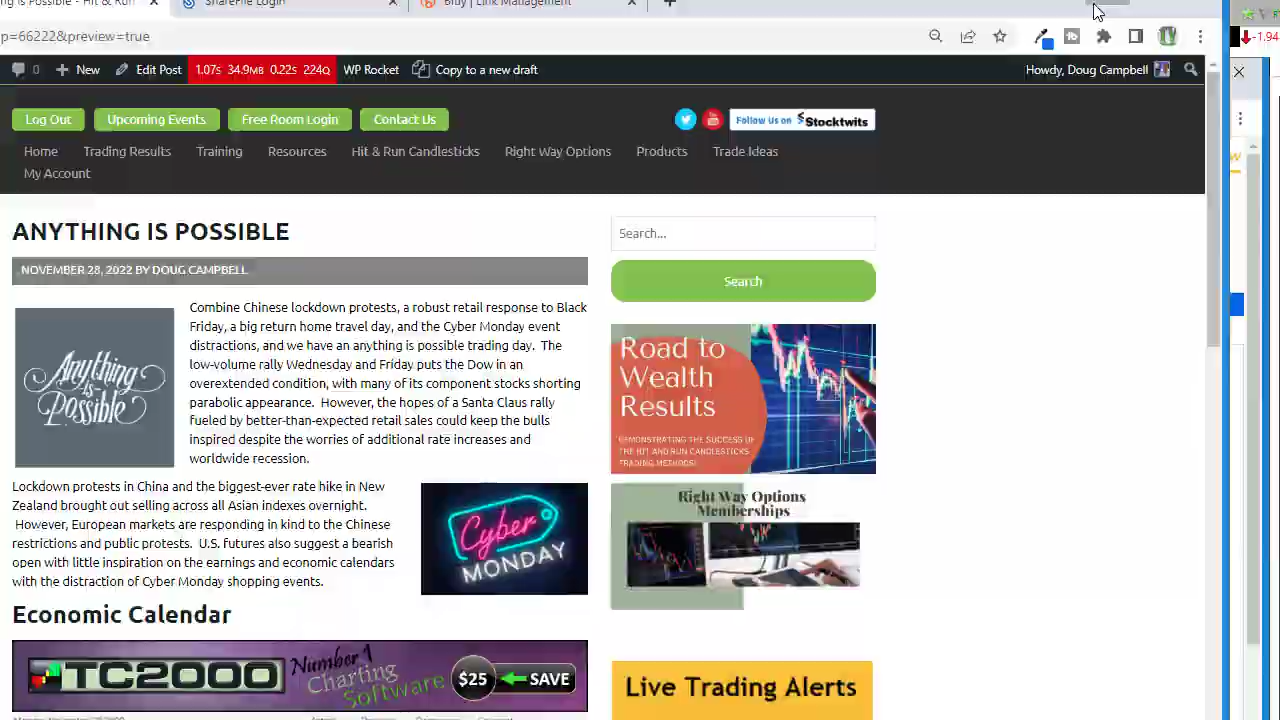 ng is Possible - Hit & Run
ShareFile Login
Bitly | Link Management
p=66222&preview=true
0 New Edit Post 1.07s 34.9MB 0.22s 224Q WP Rocket Copy to a new draft Howdy, Doug Campbell
-1.94
Log Out Upcoming Events Free Room Login Contact Us Follow Us on Stocktwits
Home Trading Results Training Resources Hit & Run Candlesticks Right Way Options Products Trade Ideas
My Account
ANYTHING IS POSSIBLE
NOVEMBER 28, 2022 BY DOUG CAMPBELL
Anything
is
Possible
Combine Chinese lockdown protests, a robust retail response to Black
Friday, a big return home travel day, and the Cyber Monday event
distractions, and we have an anything is possible trading day. The
low-volume rally Wednesday and Friday puts the Dow in an
overextended condition, with many of its component stocks shorting
parabolic appearance. However, the hopes of a Santa Claus rally
fueled by better-than-expected retail sales could keep the bulls
inspired despite the worries of additional rate increases and
worldwide recession.
Lockdown protests in China and the biggest-ever rate hike in New
Zealand brought out selling across all Asian indexes overnight.
However, European markets are responding in kind to the Chinese
restrictions and public protests. U.S. futures also suggest a bearish
open with little inspiration on the earnings and economic calendars
with the distraction of Cyber Monday shopping events.
Cyber
MONDAY
Economic Calendar
TC2000 Number 1 Charting Software $25 SAVE
Search...
Search
Road to
Wealth
Results
DEMONSTRATING THE SUCCESS OF
THE HIT AND RUN CANDLESTICKS
TRADING METHODS!
Right Way Options
Memberships
Live Trading Alerts